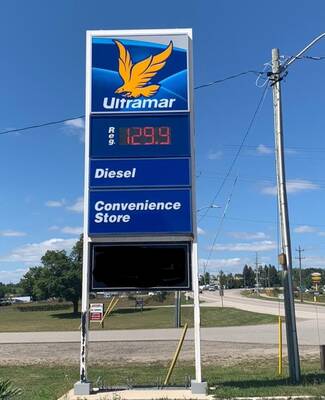 Ultramar
Reg. 129.9
Diesel
Convenience
Store